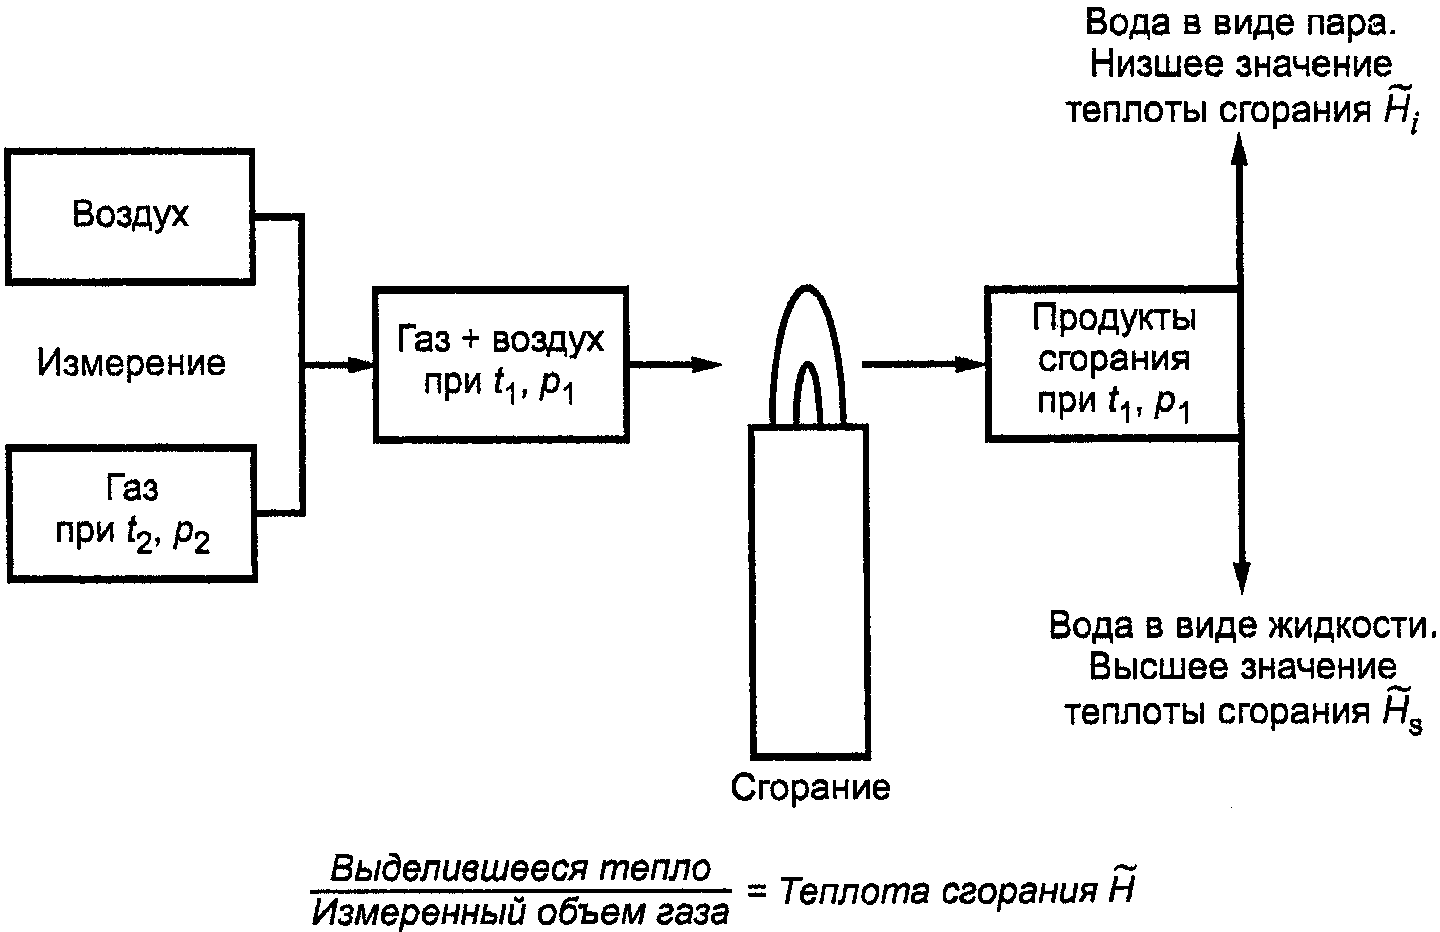 Воздух
Измерение
Газ
при t₂, p₂
Газ + воздух
при t₁, p₁
Сгорание
Продукты
сгорания
при t₁, p₁
Вода в виде пара.
Низшее значение
теплоты сгорания H̃ᵢ
Вода в виде жидкости.
Высшее значение
теплоты сгорания H̃ₛ
Выделившееся тепло
Измеренный объем газа
= Теплота сгорания H̃